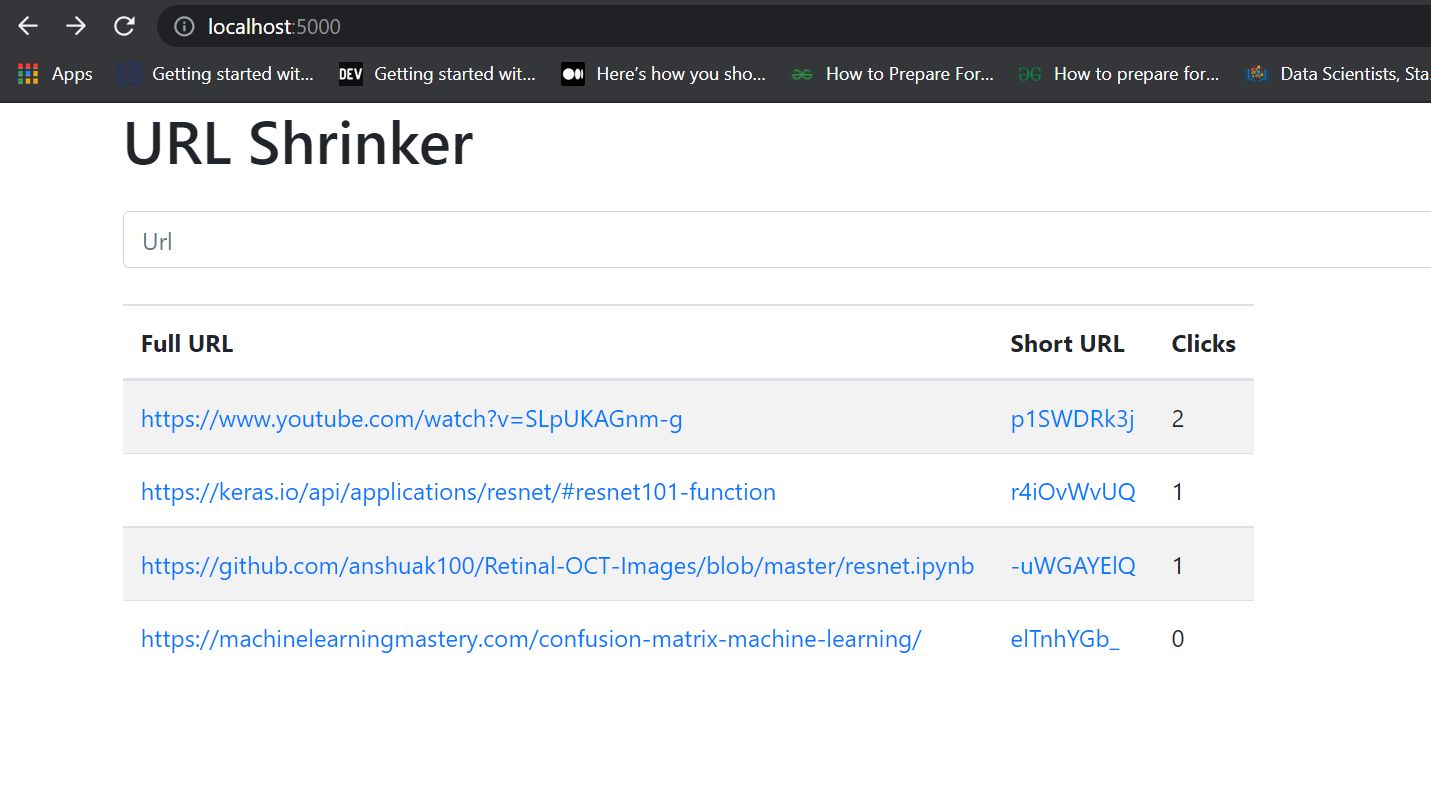 localhost:5000
Apps Getting started wit... DEV Getting started wit... Here's how you sho... How to Prepare For... How to prepare for... Data Scientists, Sta
URL Shrinker
Url
Full URL Short URL Clicks
https://www.youtube.com/watch?v=SLpUKAGnm-g p1SWDRk3j 2
https://keras.io/api/applications/resnet/#resnet101-function r4iOvWvUQ 1
https://github.com/anshuak100/Retinal-OCT-Images/blob/master/resnet.ipynb -uWGAYElQ 1
https://machinelearningmastery.com/confusion-matrix-machine-learning/ elTnhYGb_ 0